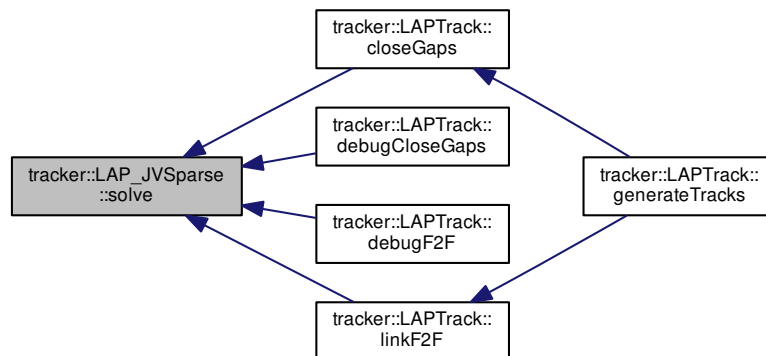 tracker::LAPTrack::
closeGaps
tracker::LAPTrack::
debugCloseGaps
tracker::LAP_JVSparse
::solve
tracker::LAPTrack::
generateTracks
tracker::LAPTrack::
debugF2F
tracker::LAPTrack::
linkF2F